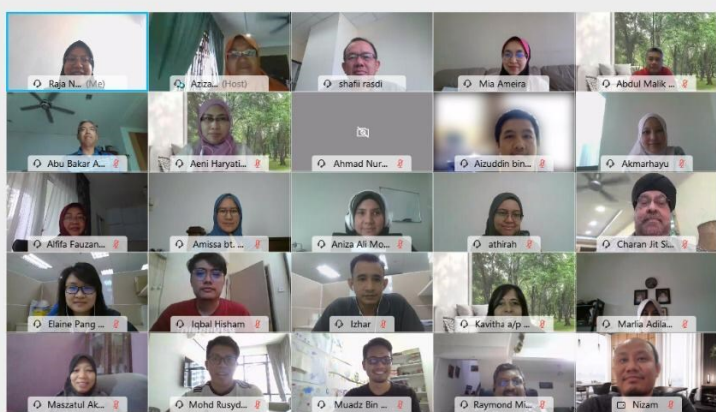 Raja N... (Me)
Aziza... (Host)
shafii rasdi
Mia Ameira
Abdul Malik ...
Abu Bakar A...
Aeni Haryati...
Ahmad Nur...
Aizuddin bin...
Akmarhayu
Alfifa Fauzan...
Amissa bt. ...
Aniza Ali Mo...
athirah
Charan Jit Si...
Elaine Pang ...
Iqbal Hisham
Izhar
Kavitha a/p ...
Marlia Adila...
Maszatul Ak...
Mohd Rusyd...
Muadz Bin ...
Raymond Mi...
Nizam